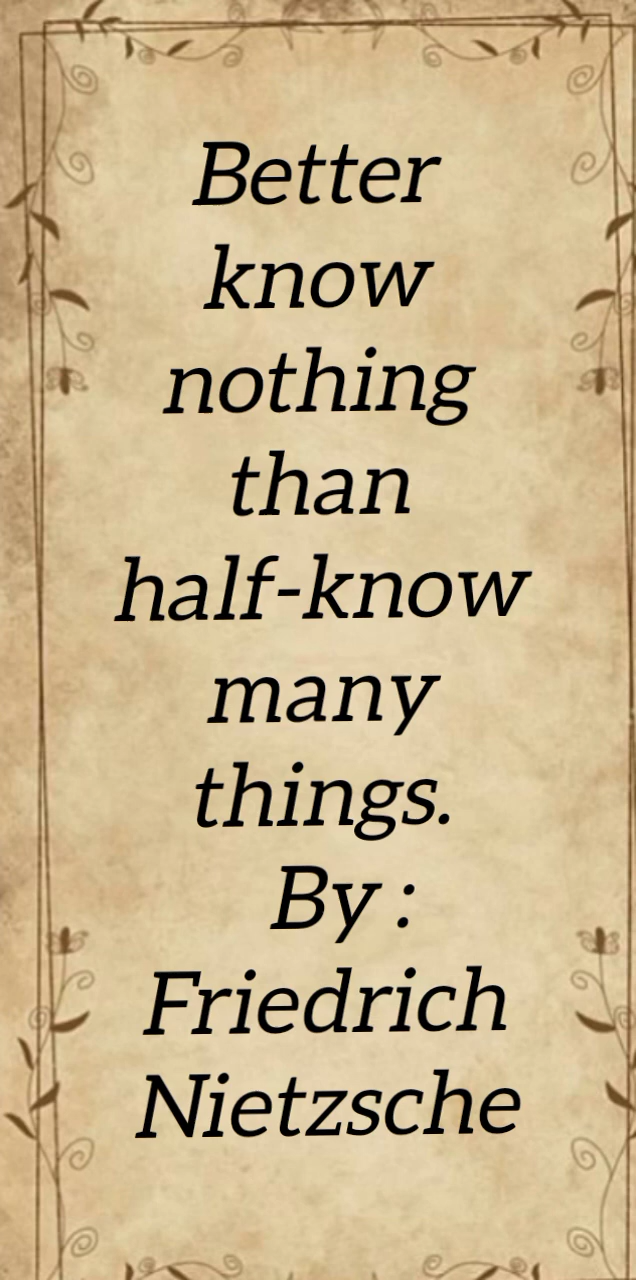 Better
know
nothing
than
half-know
many
things.
By :
Friedrich
Nietzsche